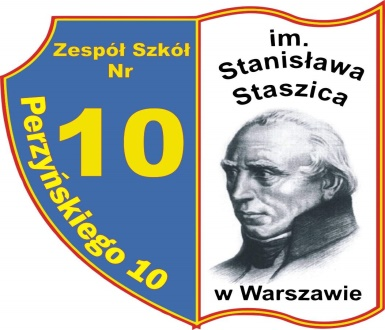 Zespół Szkół
Nr
10
Perzyńskiego 10
im.
Stanisława
Staszica
w Warszawie